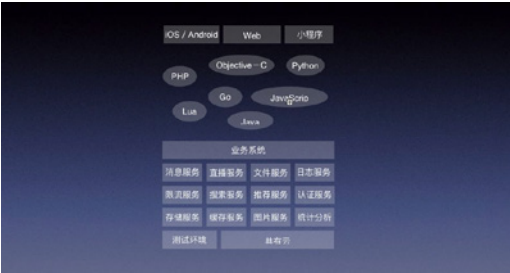 iOS / Android Web 小程序
Objective-C Python
PHP
Go JavaScrip
Lua
Java
业务系统
消息服务 直播服务 文件服务 日志服务
限流服务 搜索服务 推荐服务 认证服务
存储服务 缓存服务 图片服务 统计分析
测试环境